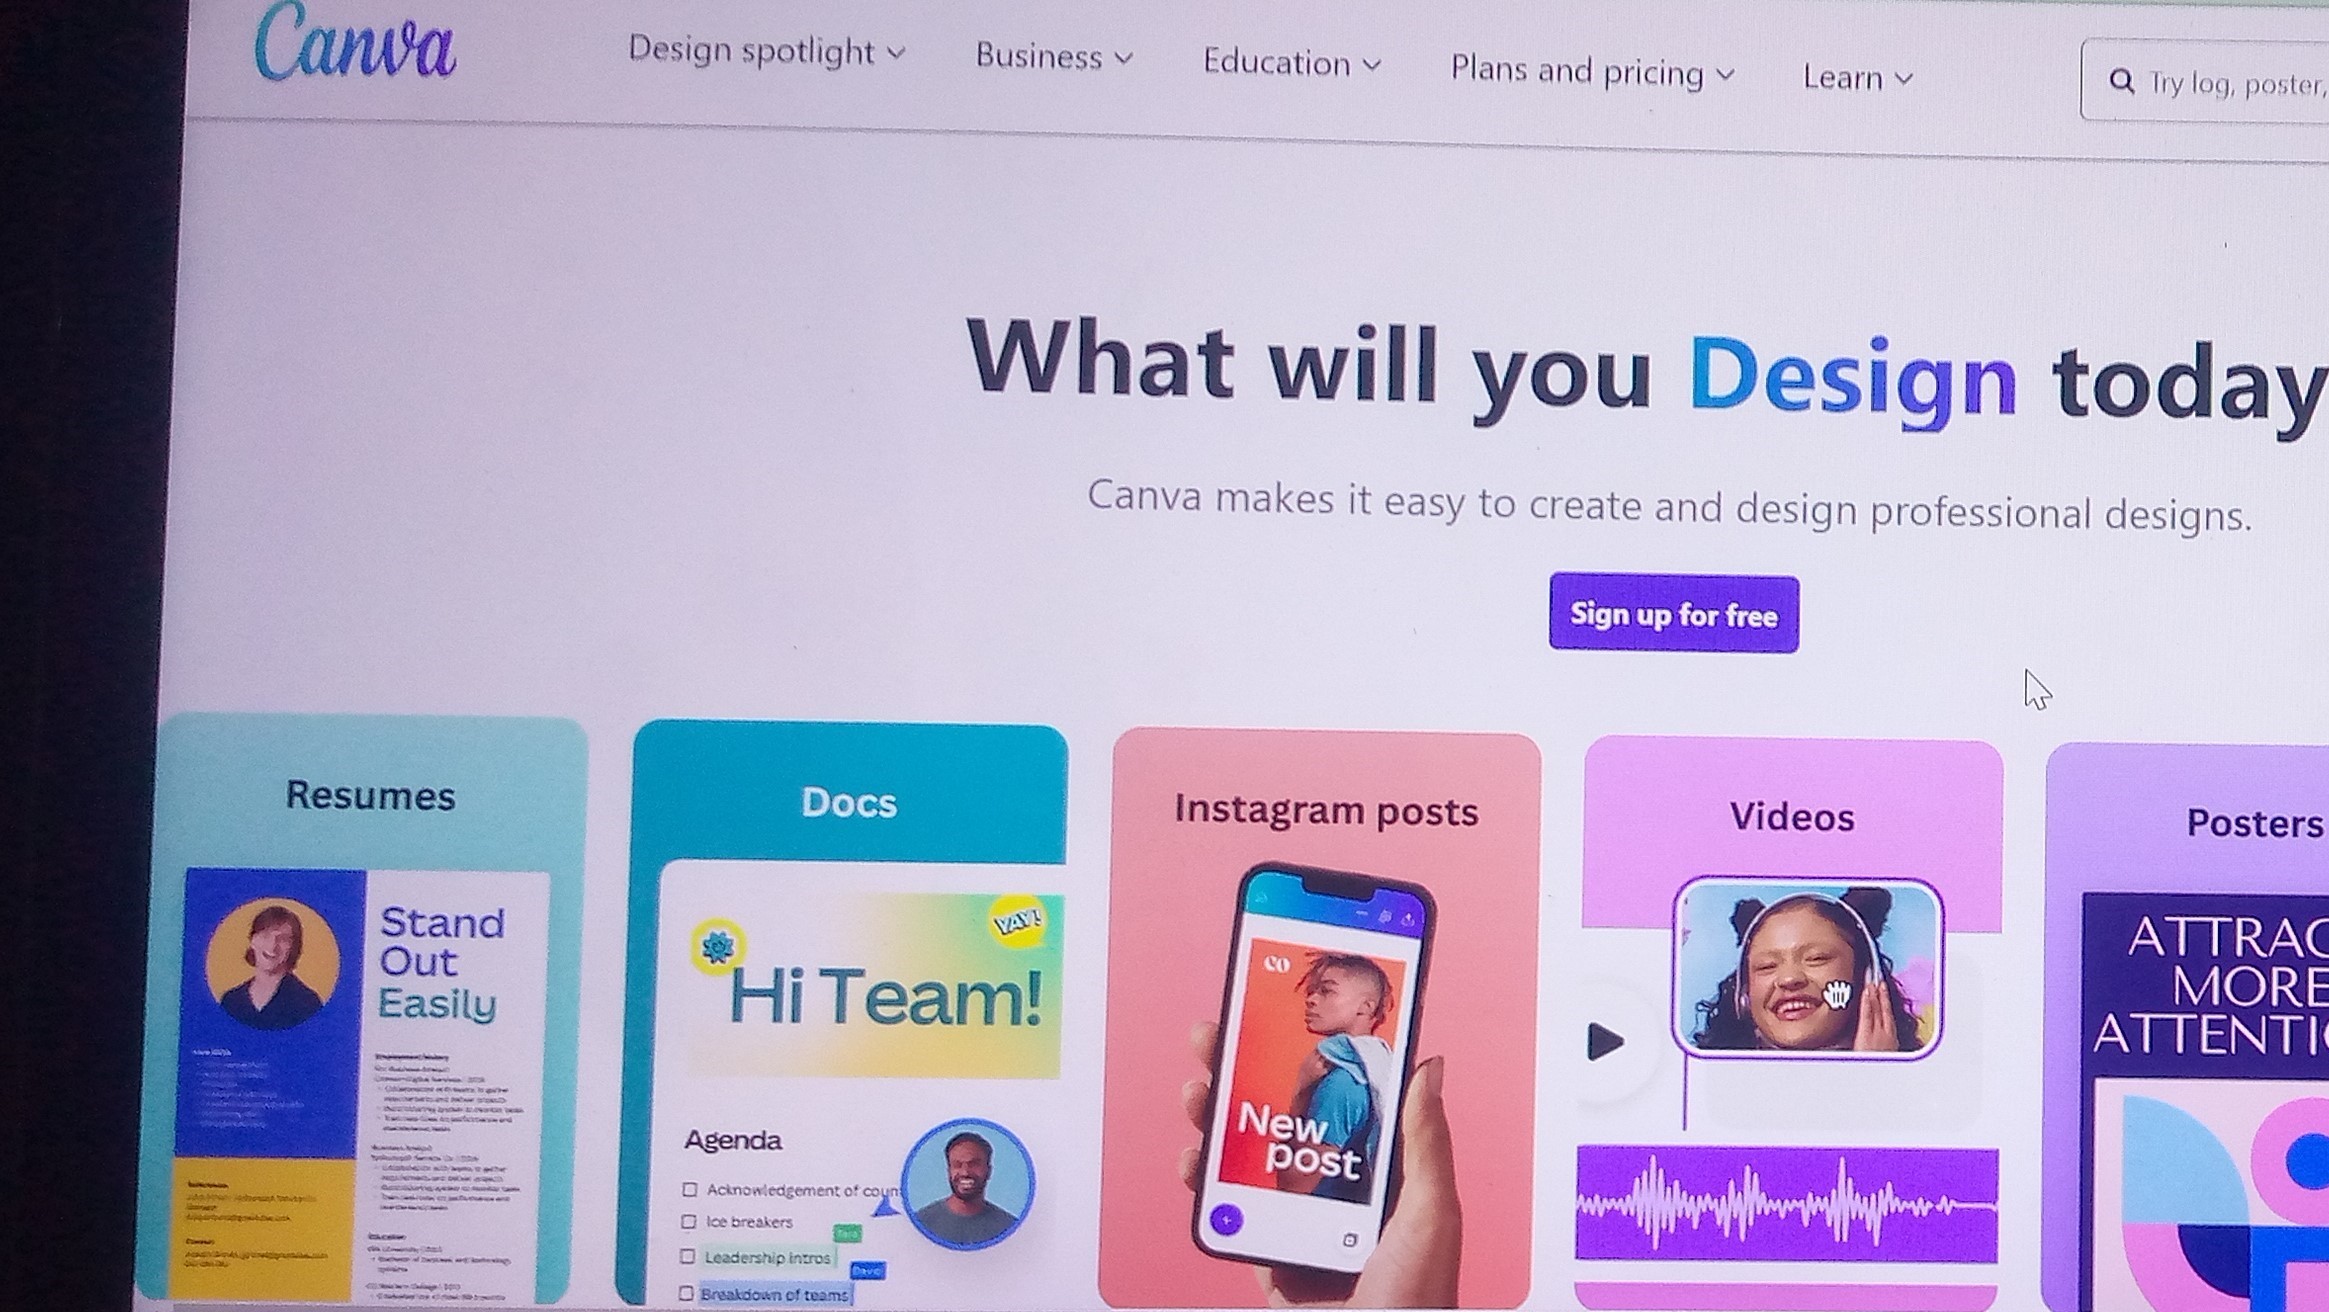 Canva
Design spotlight
Business
Education
Plans and pricing
Learn
Try log, poster,
What will you Design today
Canva makes it easy to create and design professional designs.
Sign up for free
Resumes
Stand
Out
Easily
Docs
YAY!
Hi Team!
Agenda
Acknowledgement of coun
Ice breakers
Leadership intros
Breakdown of teams
Instagram posts
co
New
post
Videos
Posters
ATTRAC
MORE
ATTENTI